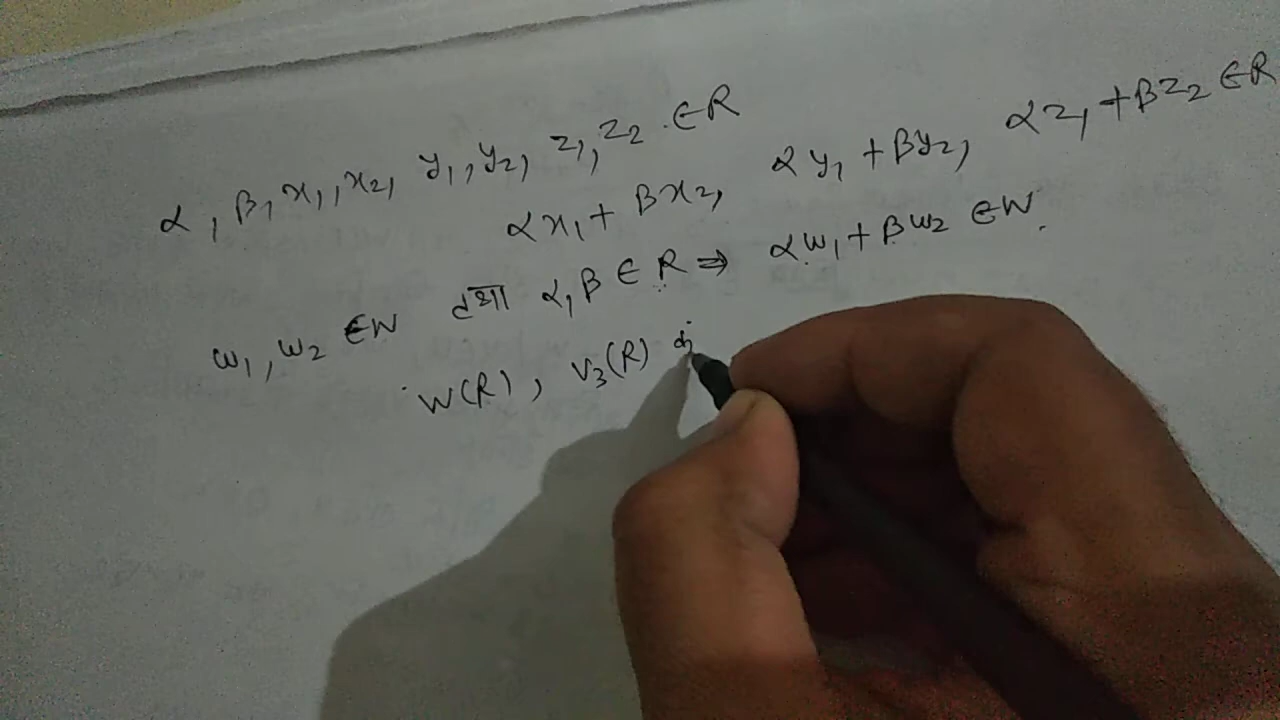 α, β, x₁, x₂, y₁, y₂, z₁, z₂ ∈ R
αx₁ + βx₂, αy₁ + βy₂, αz₁ + βz₂ ∈ R
w₁, w₂ ∈ W तथा α, β ∈ R ⇒ αw₁ + βw₂ ∈ W.
W(R), V₃(R)